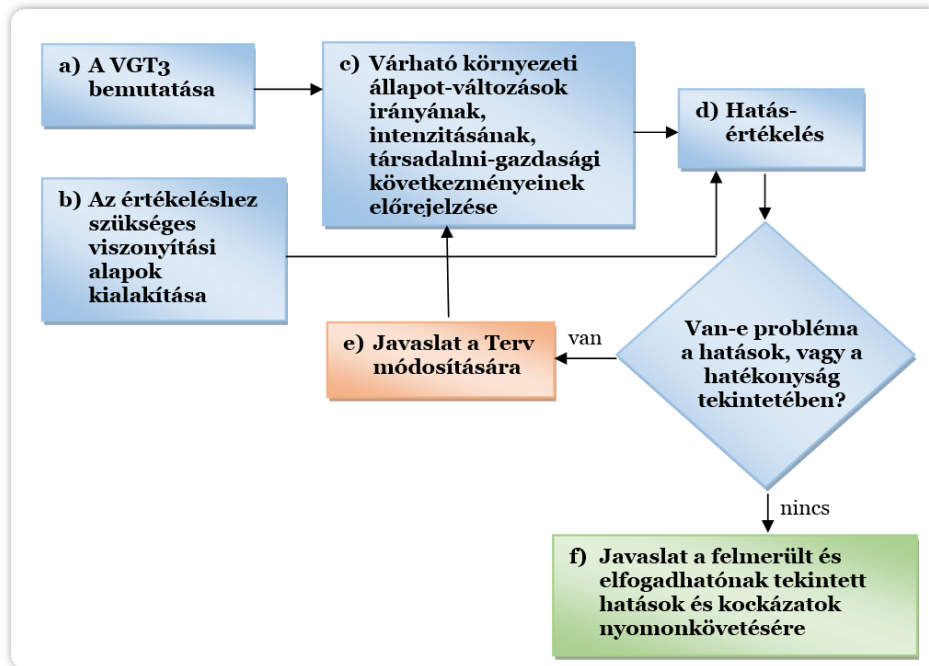 a) A VGT3
bemutatása
c) Várható környezeti
állapot-változások
irányának,
intenzitásának,
társadalmi-gazdasági
következményeinek
előrejelzése
d) Hatás-
értékelés
b) Az értékeléshez
szükséges
viszonyítási
alapok
kialakítása
Van-e probléma
a hatások, vagy a
hatékonyság
tekintetében?
van
e) Javaslat a Terv
módosítására
nincs
f) Javaslat a felmerült és
elfogadhatónak tekintett
hatások és kockázatok
nyomonkövetésére